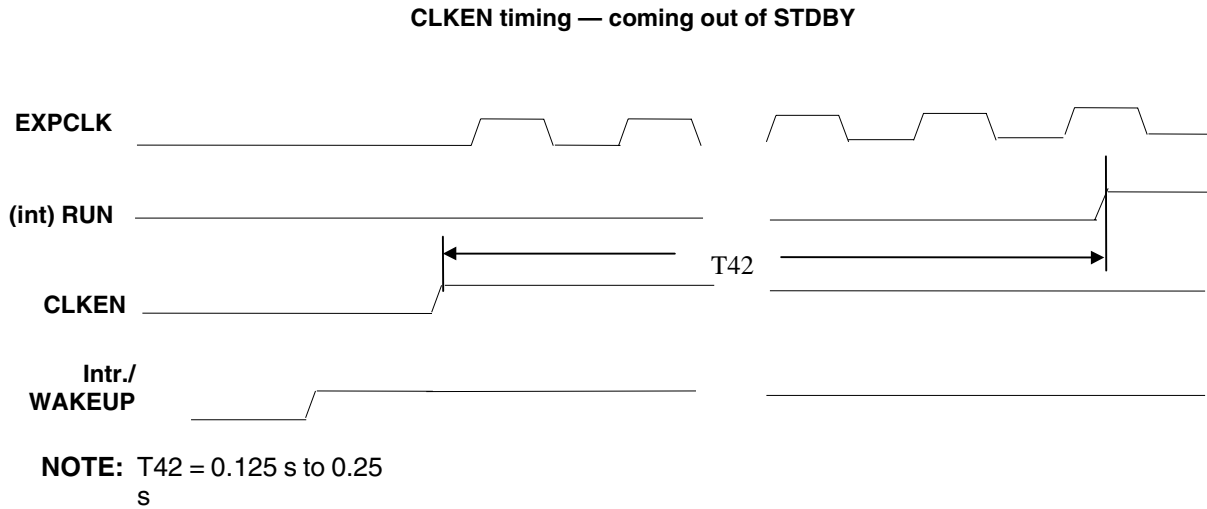 CLKEN timing — coming out of STDBY
EXPCLK
(int) RUN
T42
CLKEN
Intr./
WAKEUP
NOTE: T42 = 0.125 s to 0.25
s